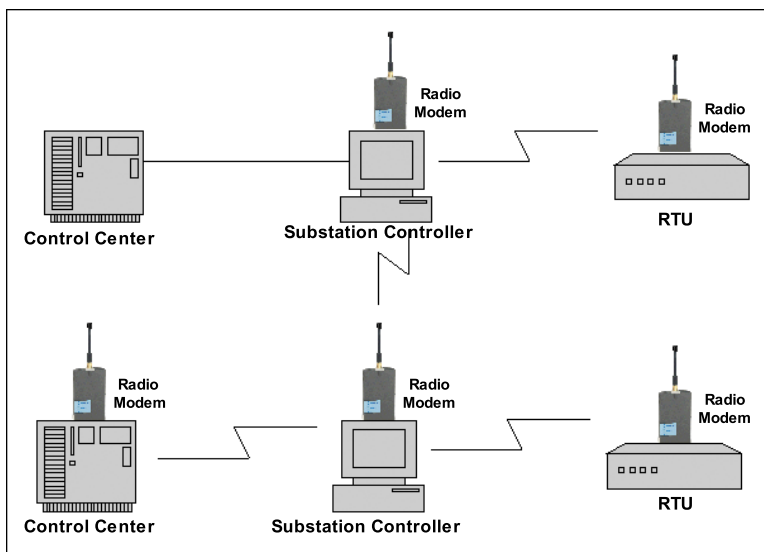 Radio
Modem
Radio
Modem
Control Center
Substation Controller
RTU
Radio
Modem
Radio
Modem
Radio
Modem
Control Center
Substation Controller
RTU